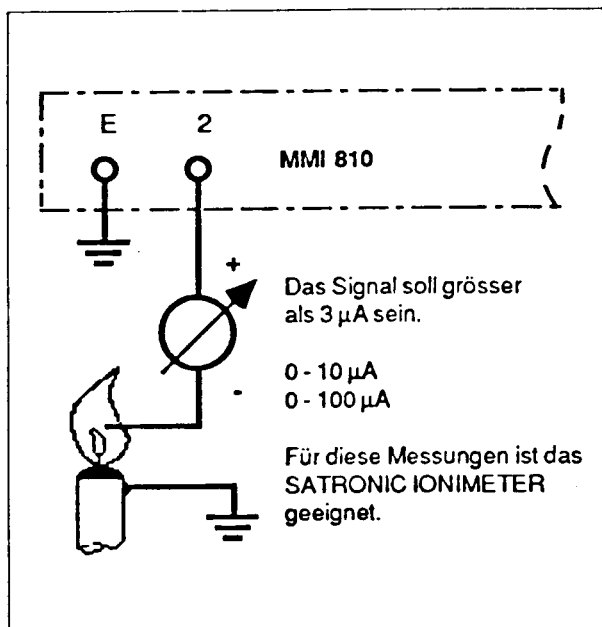 E 2
MMI 810
+
Das Signal soll grösser
als 3 µA sein.
-
0 - 10 µA
0 - 100 µA
Für diese Messungen ist das
SATRONIC IONIMETER
geeignet.